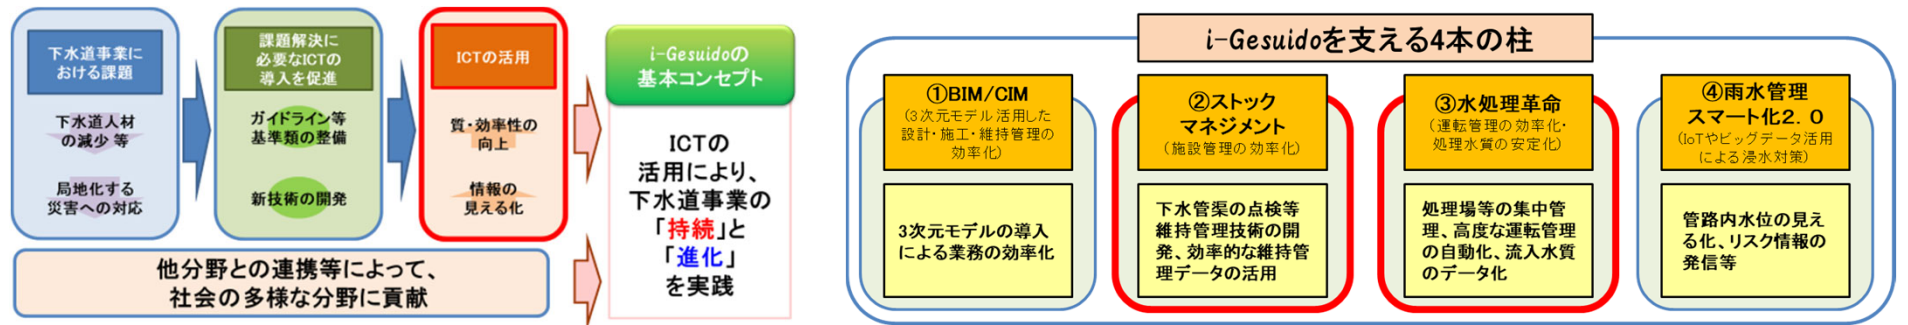 下水道事業に
おける課題
下水道人材
の減少 等
局地化する
災害への対応
課題解決に
必要なICTの
導入を促進
ガイドライン等
基準類の整備
新技術の開発
ICTの活用
質・効率性の
向上
情報の
見える化
他分野との連携等によって、
社会の多様な分野に貢献
i-Gesuidoの
基本コンセプト
ICTの
活用により、
下水道事業の
「持続」と
「進化」
を実践
i-Gesuidoを支える4本の柱
①BIM/CIM
(3次元モデル活用した
設計・施工・維持管理の
効率化)
3次元モデルの導入
による業務の効率化
②ストック
マネジメント
(施設管理の効率化)
下水管渠の点検等
維持管理技術の開
発、効率的な維持管
理データの活用
③水処理革命
(運転管理の効率化・
処理水質の安定化)
処理場等の集中管
理、高度な運転管理
の自動化、流入水質
のデータ化
④雨水管理
スマート化2.0
(IoTやビッグデータ活用
による浸水対策)
管路内水位の見え
る化、リスク情報の
発信等